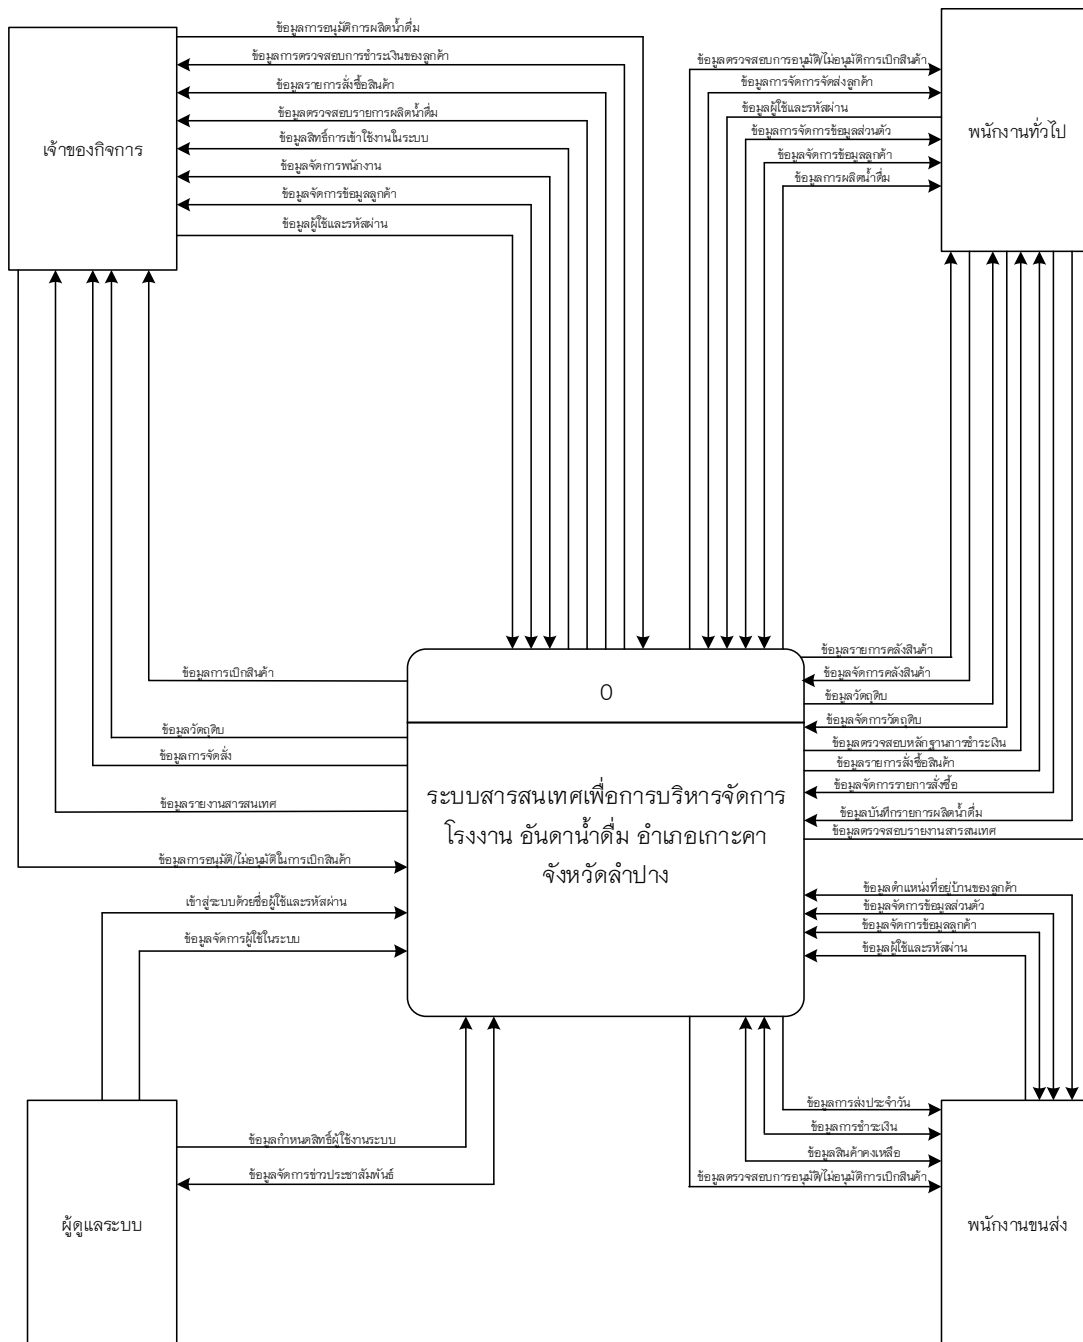 ข้อมูลการอนุมัติการผลิตน้ำดื่ม
ข้อมูลการตรวจสอบการชำระเงินของลูกค้า
ข้อมูลรายการสั่งซื้อสินค้า
ข้อมูลตรวจสอบรายการผลิตน้ำดื่ม
ข้อมูลสิทธิ์การเข้าใช้งานในระบบ
ข้อมูลจัดการพนักงาน
ข้อมูลจัดการข้อมูลลูกค้า
ข้อมูลผู้ใช้และรหัสผ่าน
เจ้าของกิจการ
ข้อมูลตรวจสอบการอนุมัติ/ไม่อนุมัติการเบิกสินค้า
ข้อมูลการจัดการจัดส่งลูกค้า
ข้อมูลผู้ใช้และรหัสผ่าน
ข้อมูลการจัดการข้อมูลส่วนตัว
ข้อมูลจัดการข้อมูลลูกค้า
ข้อมูลการผลิตน้ำดื่ม
พนักงานทั่วไป
ข้อมูลการเบิกสินค้า
ข้อมูลวัตถุดิบ
ข้อมูลการจัดส่ง
ข้อมูลรายงานสารสนเทศ
ข้อมูลการอนุมัติ/ไม่อนุมัติในการเบิกสินค้า
เข้าสู่ระบบด้วยชื่อผู้ใช้และรหัสผ่าน
ข้อมูลจัดการผู้ใช้ในระบบ
0
ระบบสารสนเทศเพื่อการบริหารจัดการ
โรงงาน อันดาน้ำดื่ม อำเภอเกาะคา
จังหวัดลำปาง
ข้อมูลรายการคลังสินค้า
ข้อมูลจัดการคลังสินค้า
ข้อมูลวัตถุดิบ
ข้อมูลจัดการวัตถุดิบ
ข้อมูลตรวจสอบหลักฐานการชำระเงิน
ข้อมูลรายการสั่งซื้อสินค้า
ข้อมูลจัดการรายการสั่งซื้อ
ข้อมูลบันทึกรายการผลิตน้ำดื่ม
ข้อมูลตรวจสอบรายงานสารสนเทศ
ข้อมูลตำแหน่งที่อยู่บ้านของลูกค้า
ข้อมูลจัดการข้อมูลส่วนตัว
ข้อมูลจัดการข้อมูลลูกค้า
ข้อมูลผู้ใช้และรหัสผ่าน
ข้อมูลกำหนดสิทธิ์ผู้ใช้งานระบบ
ข้อมูลจัดการข่าวประชาสัมพันธ์
ผู้ดูแลระบบ
ข้อมูลการส่งประจำวัน
ข้อมูลการชำระเงิน
ข้อมูลสินค้าคงเหลือ
ข้อมูลตรวจสอบการอนุมัติ/ไม่อนุมัติการเบิกสินค้า
พนักงานขนส่ง